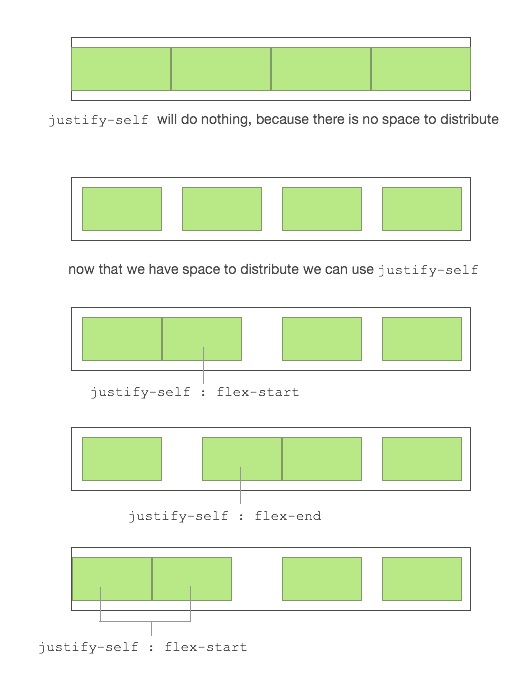 justify-self will do nothing, because there is no space to distribute
now that we have space to distribute we can use justify-self
justify-self : flex-start
justify-self : flex-end
justify-self : flex-start